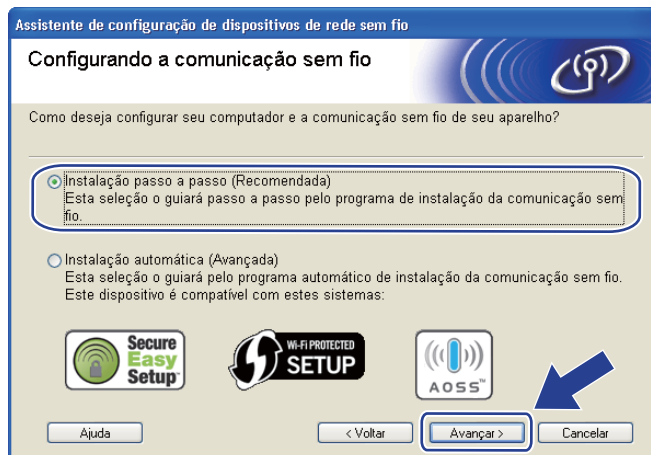 Assistente de configuração de dispositivos de rede sem fio
Configurando a comunicação sem fio
Como deseja configurar seu computador e a comunicação sem fio de seu aparelho?
Instalação passo a passo (Recomendada)
Esta seleção o guiará passo a passo pelo programa de instalação da comunicação sem
fio.
Instalação automática (Avançada)
Esta seleção o guiará pelo programa automático de instalação da comunicação sem fio.
Este dispositivo é compatível com estes sistemas:
Secure
Easy
Setup™
Wi-Fi PROTECTED
SETUP
AOSS™
Ajuda
< Voltar
Avançar >
Cancelar